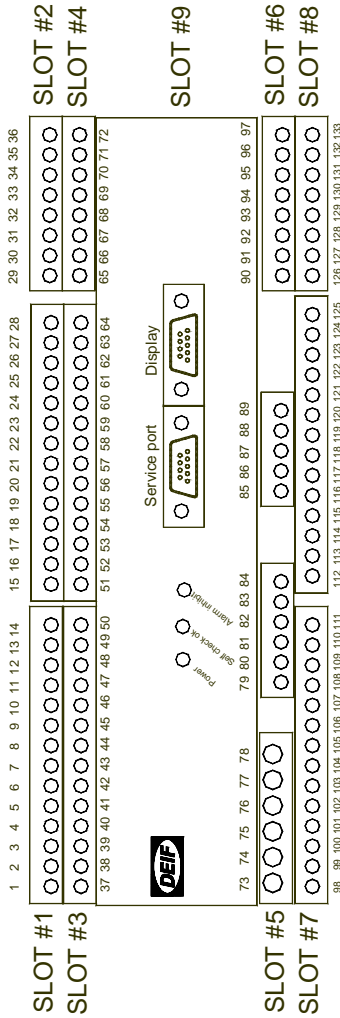 1 2 3 4 5 6 7 8 9 10 11 12 13 14 15 16 17 18 19 20 21 22 23 24 25 26 27 28 29 30 31 32 33 34 35 36
SLOT #1 SLOT #2
SLOT #3 SLOT #4
37 38 39 40 41 42 43 44 45 46 47 48 49 50 51 52 53 54 55 56 57 58 59 60 61 62 63 64 65 66 67 68 69 70 71 72
Service port Display
DEIF SLOT #9
Power
Self check ok
Alarm inhibit
73 74 75 76 77 78 79 80 81 82 83 84 85 86 87 88 89 90 91 92 93 94 95 96 97
SLOT #5 SLOT #6
SLOT #7 SLOT #8
98 99 100 101 102 103 104 105 106 107 108 109 110 111 112 113 114 115 116 117 118 119 120 121 122 123 124 125 126 127 128 129 130 131 132 133